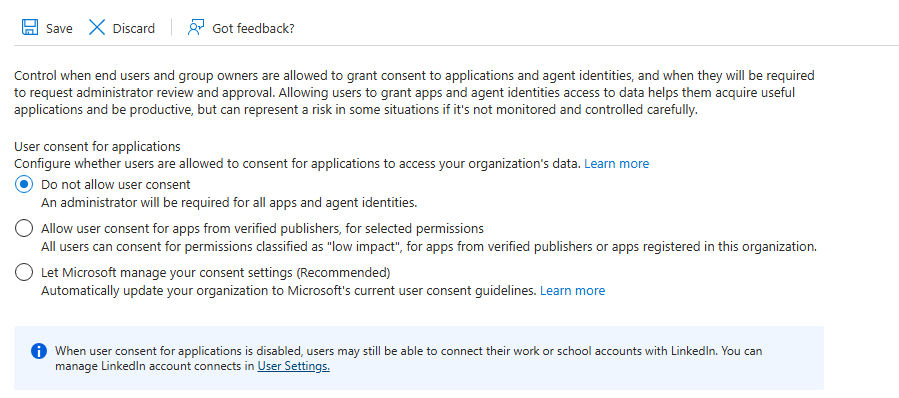 Save Discard Got feedback?
Control when end users and group owners are allowed to grant consent to applications and agent identities, and when they will be required
to request administrator review and approval. Allowing users to grant apps and agent identities access to data helps them acquire useful
applications and be productive, but can represent a risk in some situations if it's not monitored and controlled carefully.
User consent for applications
Configure whether users are allowed to consent for applications to access your organization's data. Learn more
Do not allow user consent
An administrator will be required for all apps and agent identities.
Allow user consent for apps from verified publishers, for selected permissions
All users can consent for permissions classified as "low impact", for apps from verified publishers or apps registered in this organization.
Let Microsoft manage your consent settings (Recommended)
Automatically update your organization to Microsoft's current user consent guidelines. Learn more
When user consent for applications is disabled, users may still be able to connect their work or school accounts with LinkedIn. You can
manage LinkedIn account connects in User Settings.